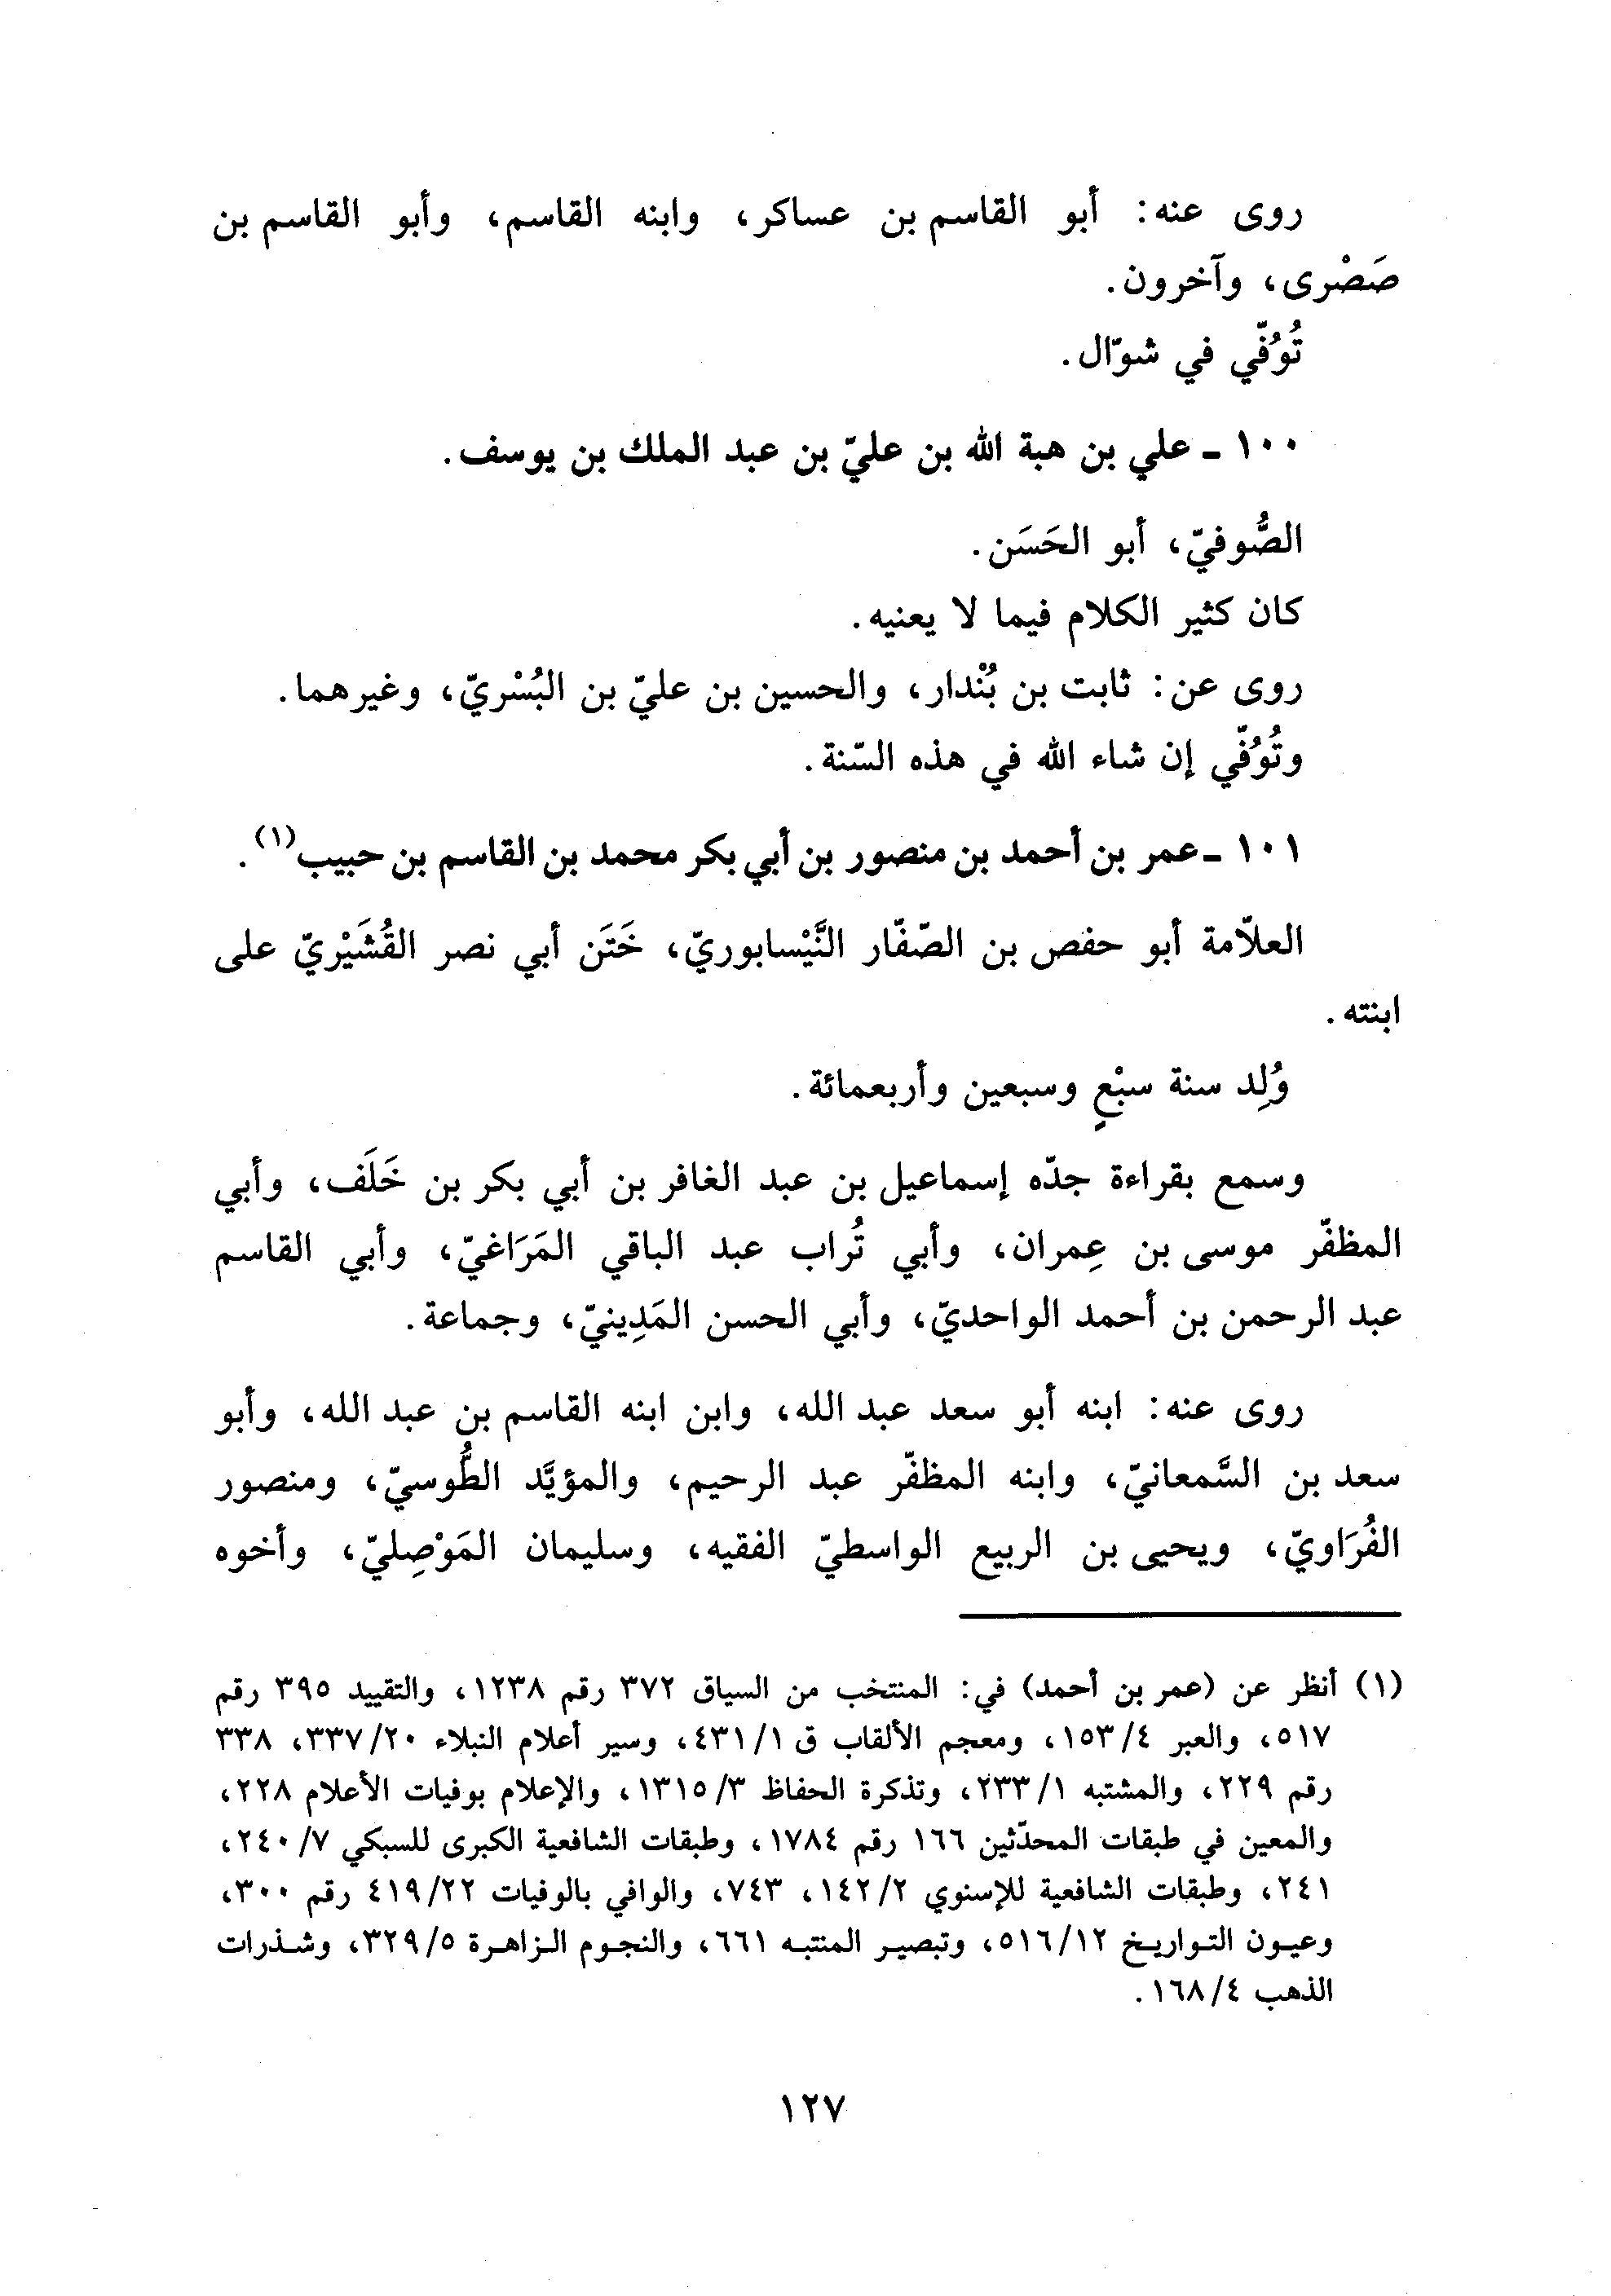 روى عنه: أبو القاسم بن عساكر، وابنه القاسم، وأبو القاسم بن
صَصْرى، وآخرون.
تُوُفّي في شوّال.
١٠٠ ـ علي بن هبة الله بن عليّ بن عبد الملك بن يوسف.
الصُّوفيّ، أبو الحَسَن.
كان كثير الكلام فيما لا يعنيه.
روى عن: ثابت بن بُنْدار، والحسين بن عليّ بن البُسْريّ، وغيرهما.
وتُوُفّي إن شاء الله في هذه السّنة.
١٠١ ـ عمر بن أحمد بن منصور بن أبي بكر محمد بن القاسم بن حبيب(١).
العلاّمة أبو حفص بن الصّفّار النَّيْسابوريّ، خَتَن أبي نصر القُشَيْريّ على
ابنته.
وُلِد سنة سبْعٍ وسبعين وأربعمائة.
وسمع بقراءة جدّه إسماعيل بن عبد الغافر بن أبي بكر بن خَلَف، وأبي
المظفّر موسى بن عِمران، وأبي تُراب عبد الباقي المَرَاغيّ، وأبي القاسم
عبد الرحمن بن أحمد الواحديّ، وأبي الحسن المَدِينيّ، وجماعة.
روى عنه: ابنه أبو سعد عبد الله، وابن ابنه القاسم بن عبد الله، وأبو
سعد بن السَّمعانيّ، وابنه المظفّر عبد الرحيم، والمؤيَّد الطُّوسيّ، ومنصور
الفُرَاويّ، ويحيى بن الربيع الواسطيّ الفقيه، وسليمان المَوْصِليّ، وأخوه
(١) أنظر عن (عمر بن أحمد) في: المنتخب من السياق ٣٧٢ رقم ١٢٣٨، والتقييد ٣٩٥ رقم
٥١٧، والعبر ٤/١٥٣، ومعجم الألقاب ق ١/٤٣١، وسير أعلام النبلاء ٢٠/٣٣٧، ٣٣٨
رقم ٢٢٩، والمشتبه ١/٢٣٣، وتذكرة الحفاظ ٣/١٣١٥، والإعلام بوفيات الأعلام ٢٢٨،
والمعين في طبقات المحدّثين ١٦٦ رقم ١٧٨٤، وطبقات الشافعية الكبرى للسبكي ٧/٢٤٠،
٢٤١، وطبقات الشافعية للإسنوي ٢/١٤٢، ٧٤٣، والوافي بالوفيات ٢٢/٤١٩ رقم ٣٠٠،
وعيون التواريخ ١٢/٥١٦، وتبصير المنتبه ٦٦١، والنجوم الزاهرة ٥/٣٢٩، وشذرات
الذهب ٤/١٦٨.
١٢٧